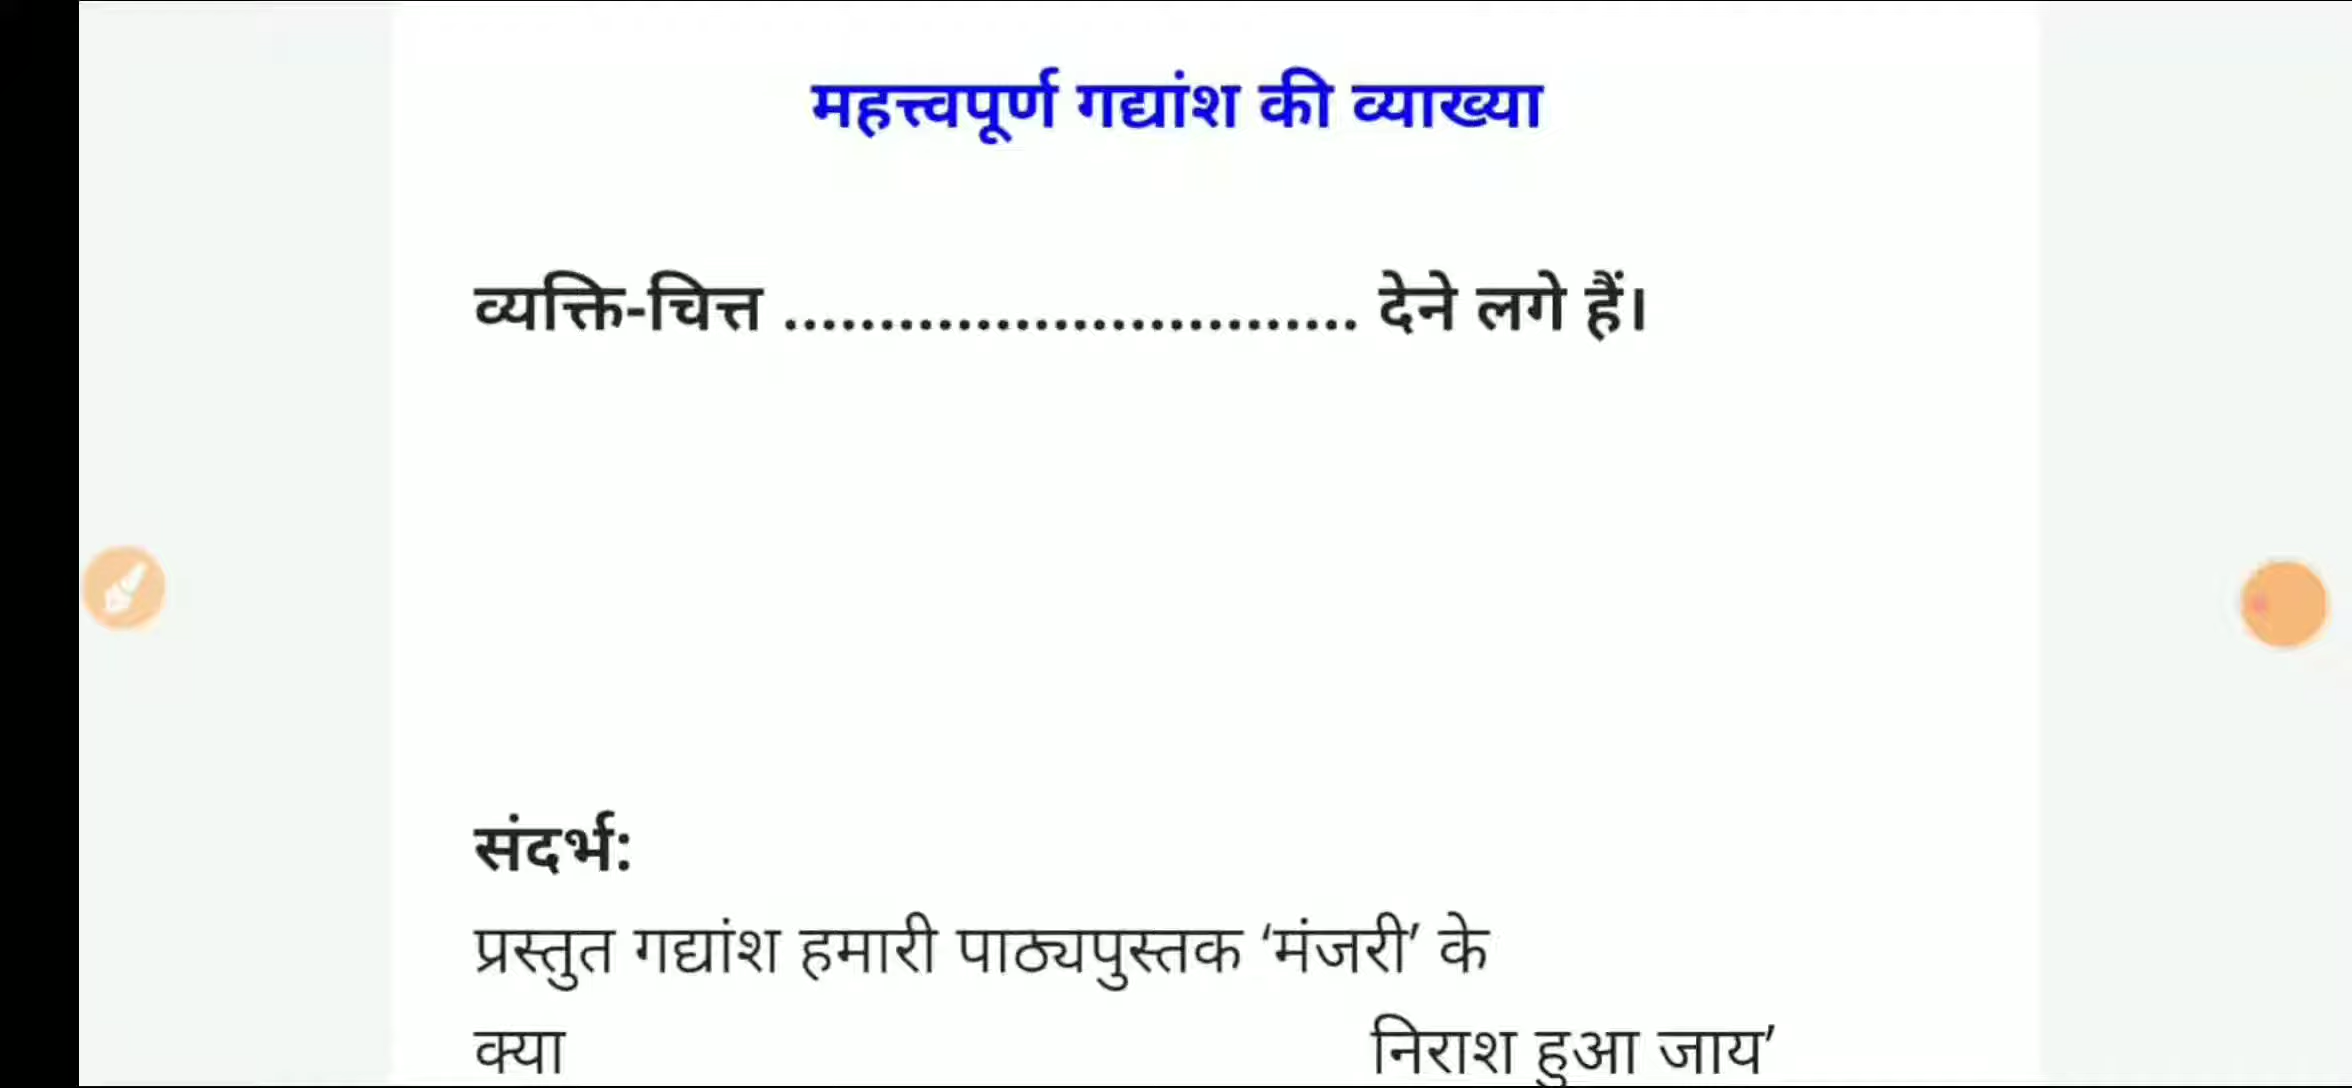 महत्त्वपूर्ण गद्यांश की व्याख्या
व्यक्ति-चित्त .............................. देने लगे हैं।
संदर्भ:
प्रस्तुत गद्यांश हमारी पाठ्यपुस्तक ‘मंजरी’ के
क्या निराश हुआ जाय’